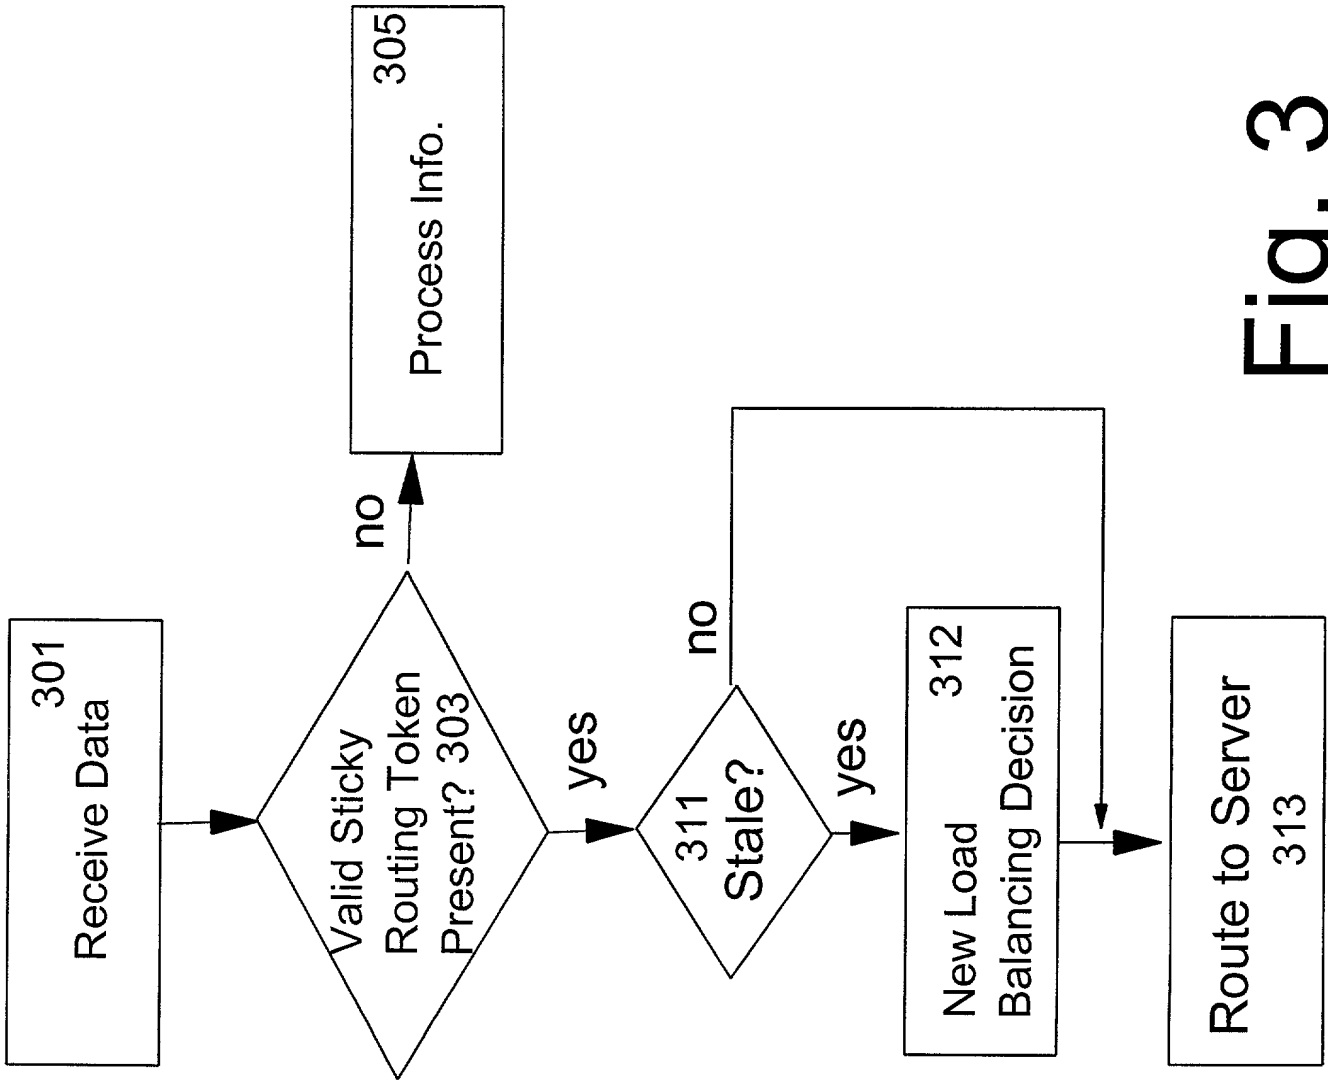 301
Receive Data
Valid Sticky
Routing Token
Present? 303
no
305
Process Info.
yes
311
Stale?
no
yes
312
New Load
Balancing Decision
Route to Server
313
Fig. 3